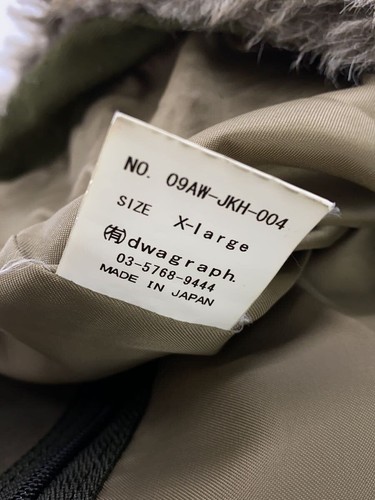 NO. 09AW-JKH-004
SIZE X-large
㈲dwagraph.
03-5768-9444
MADE IN JAPAN